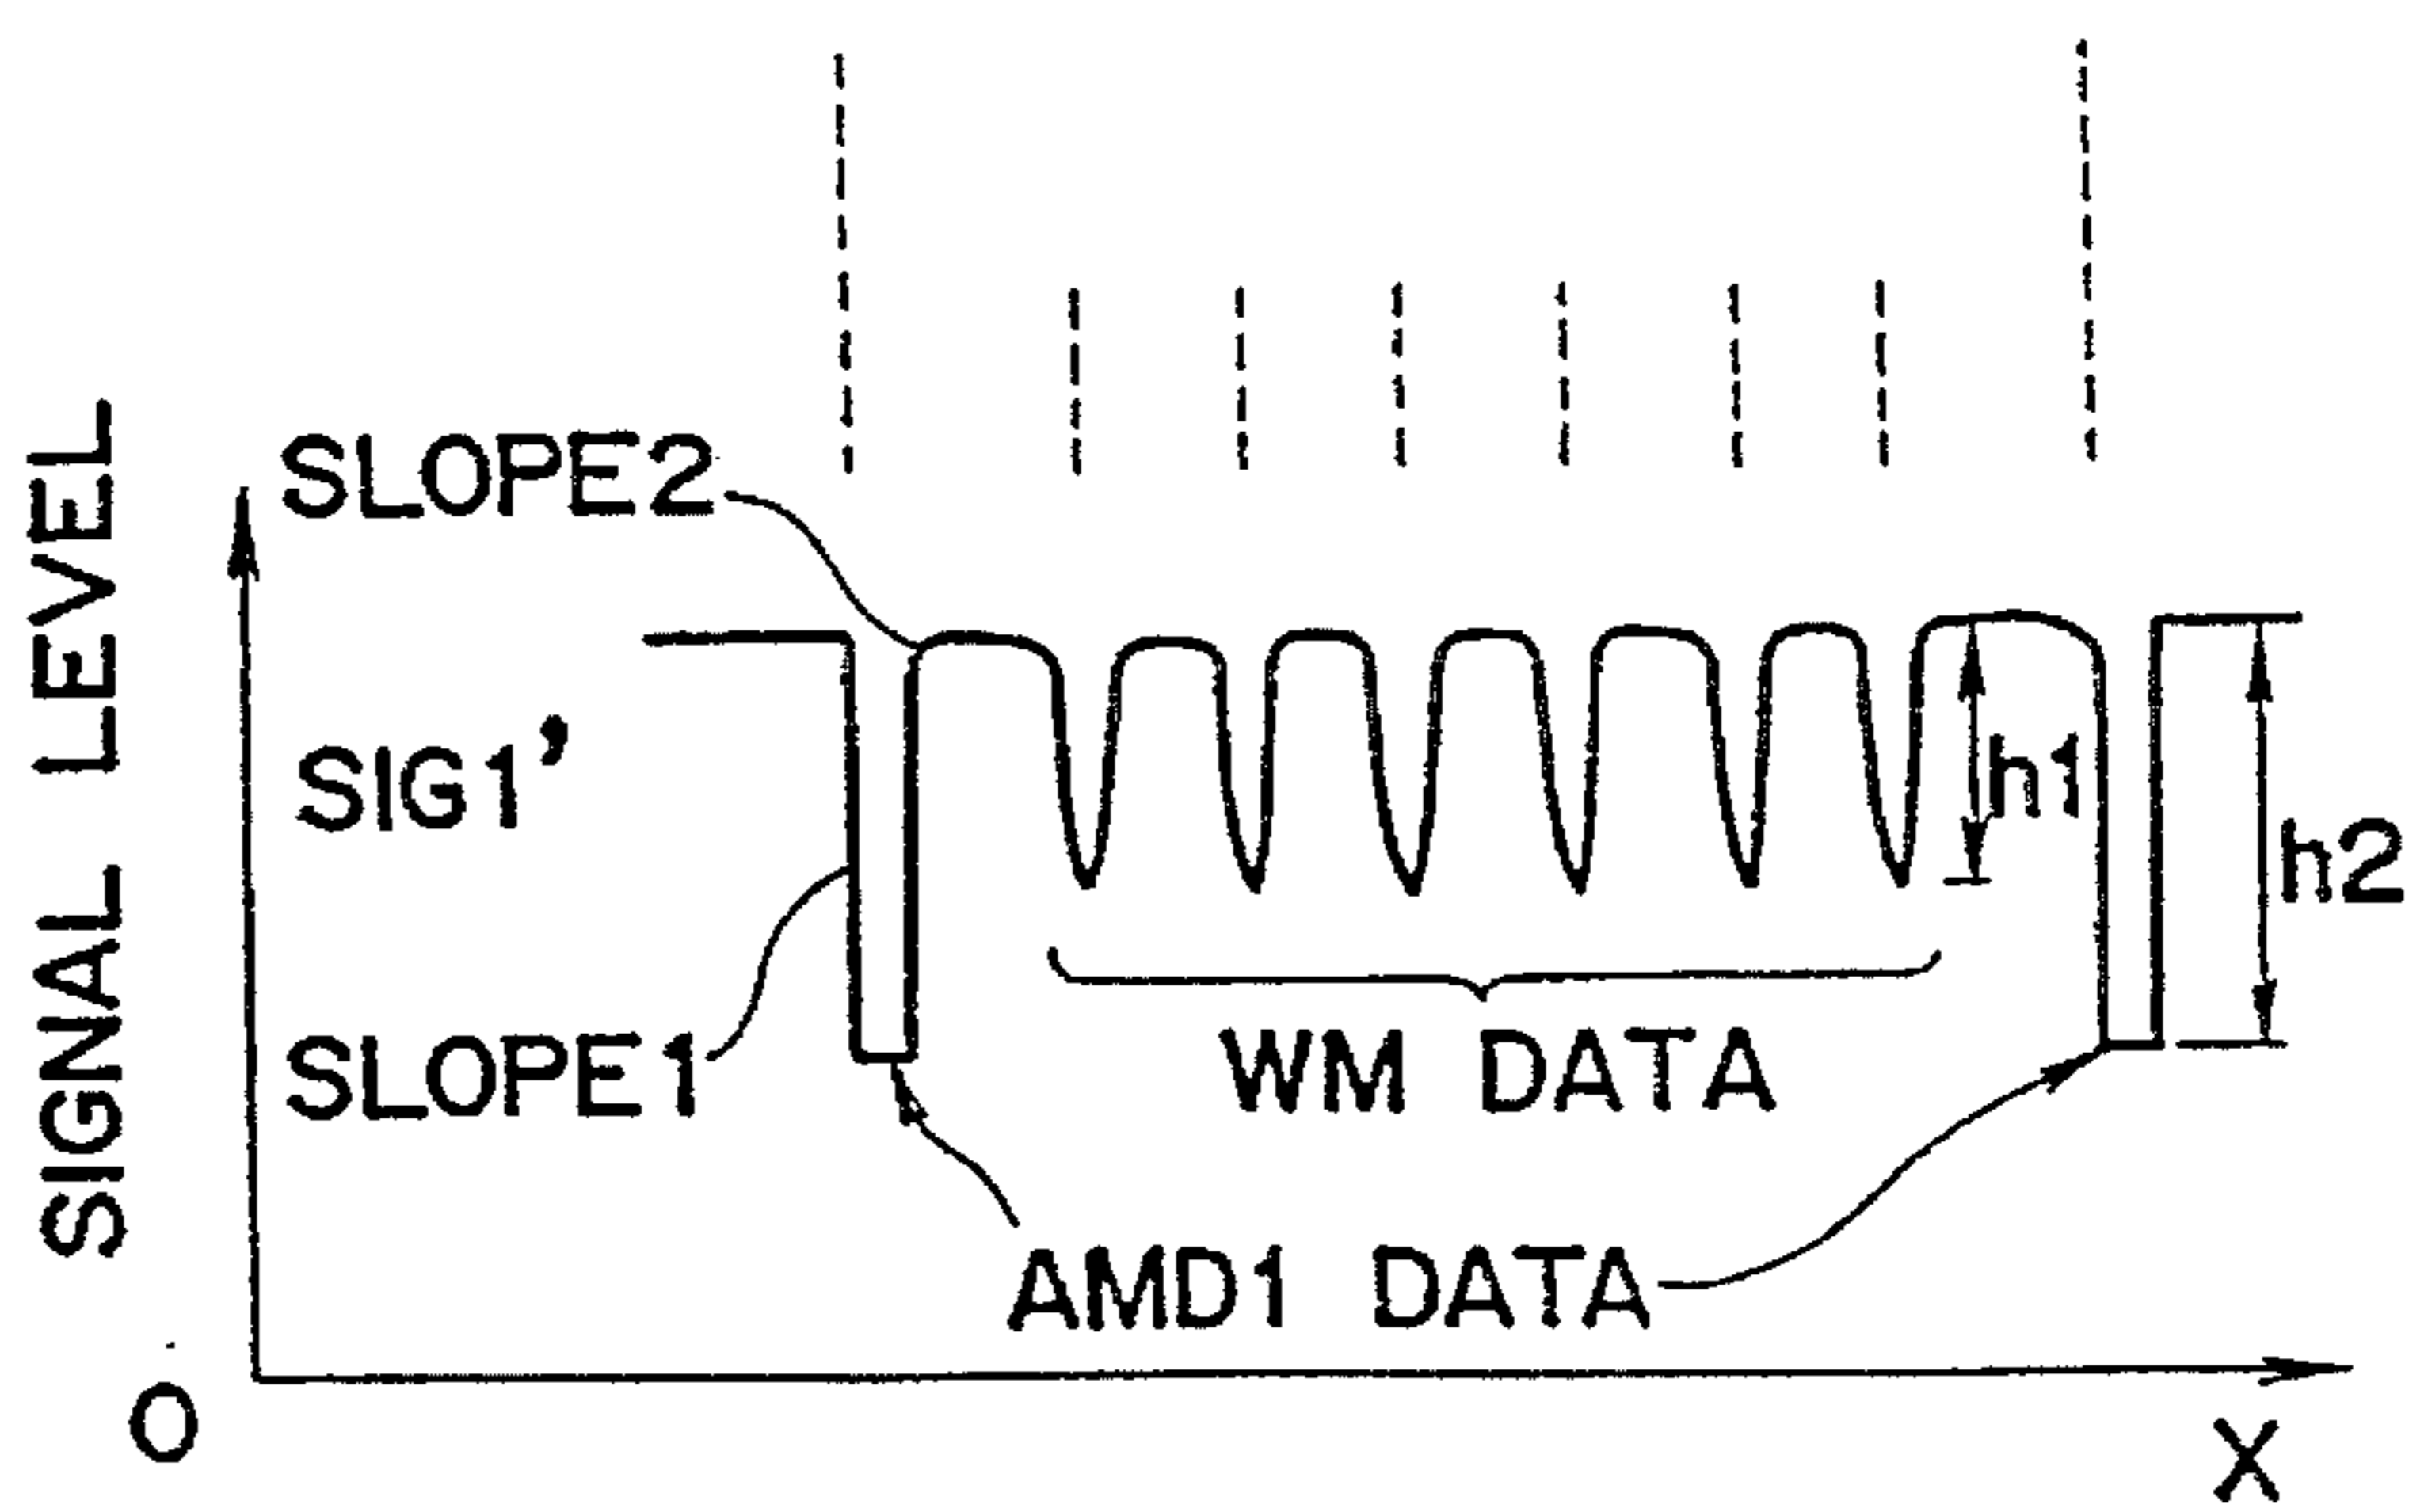 SIGNAL LEVEL
SLOPE2
SIG1’
h1
h2
SLOPE1
WM DATA
AMD1 DATA
O
X